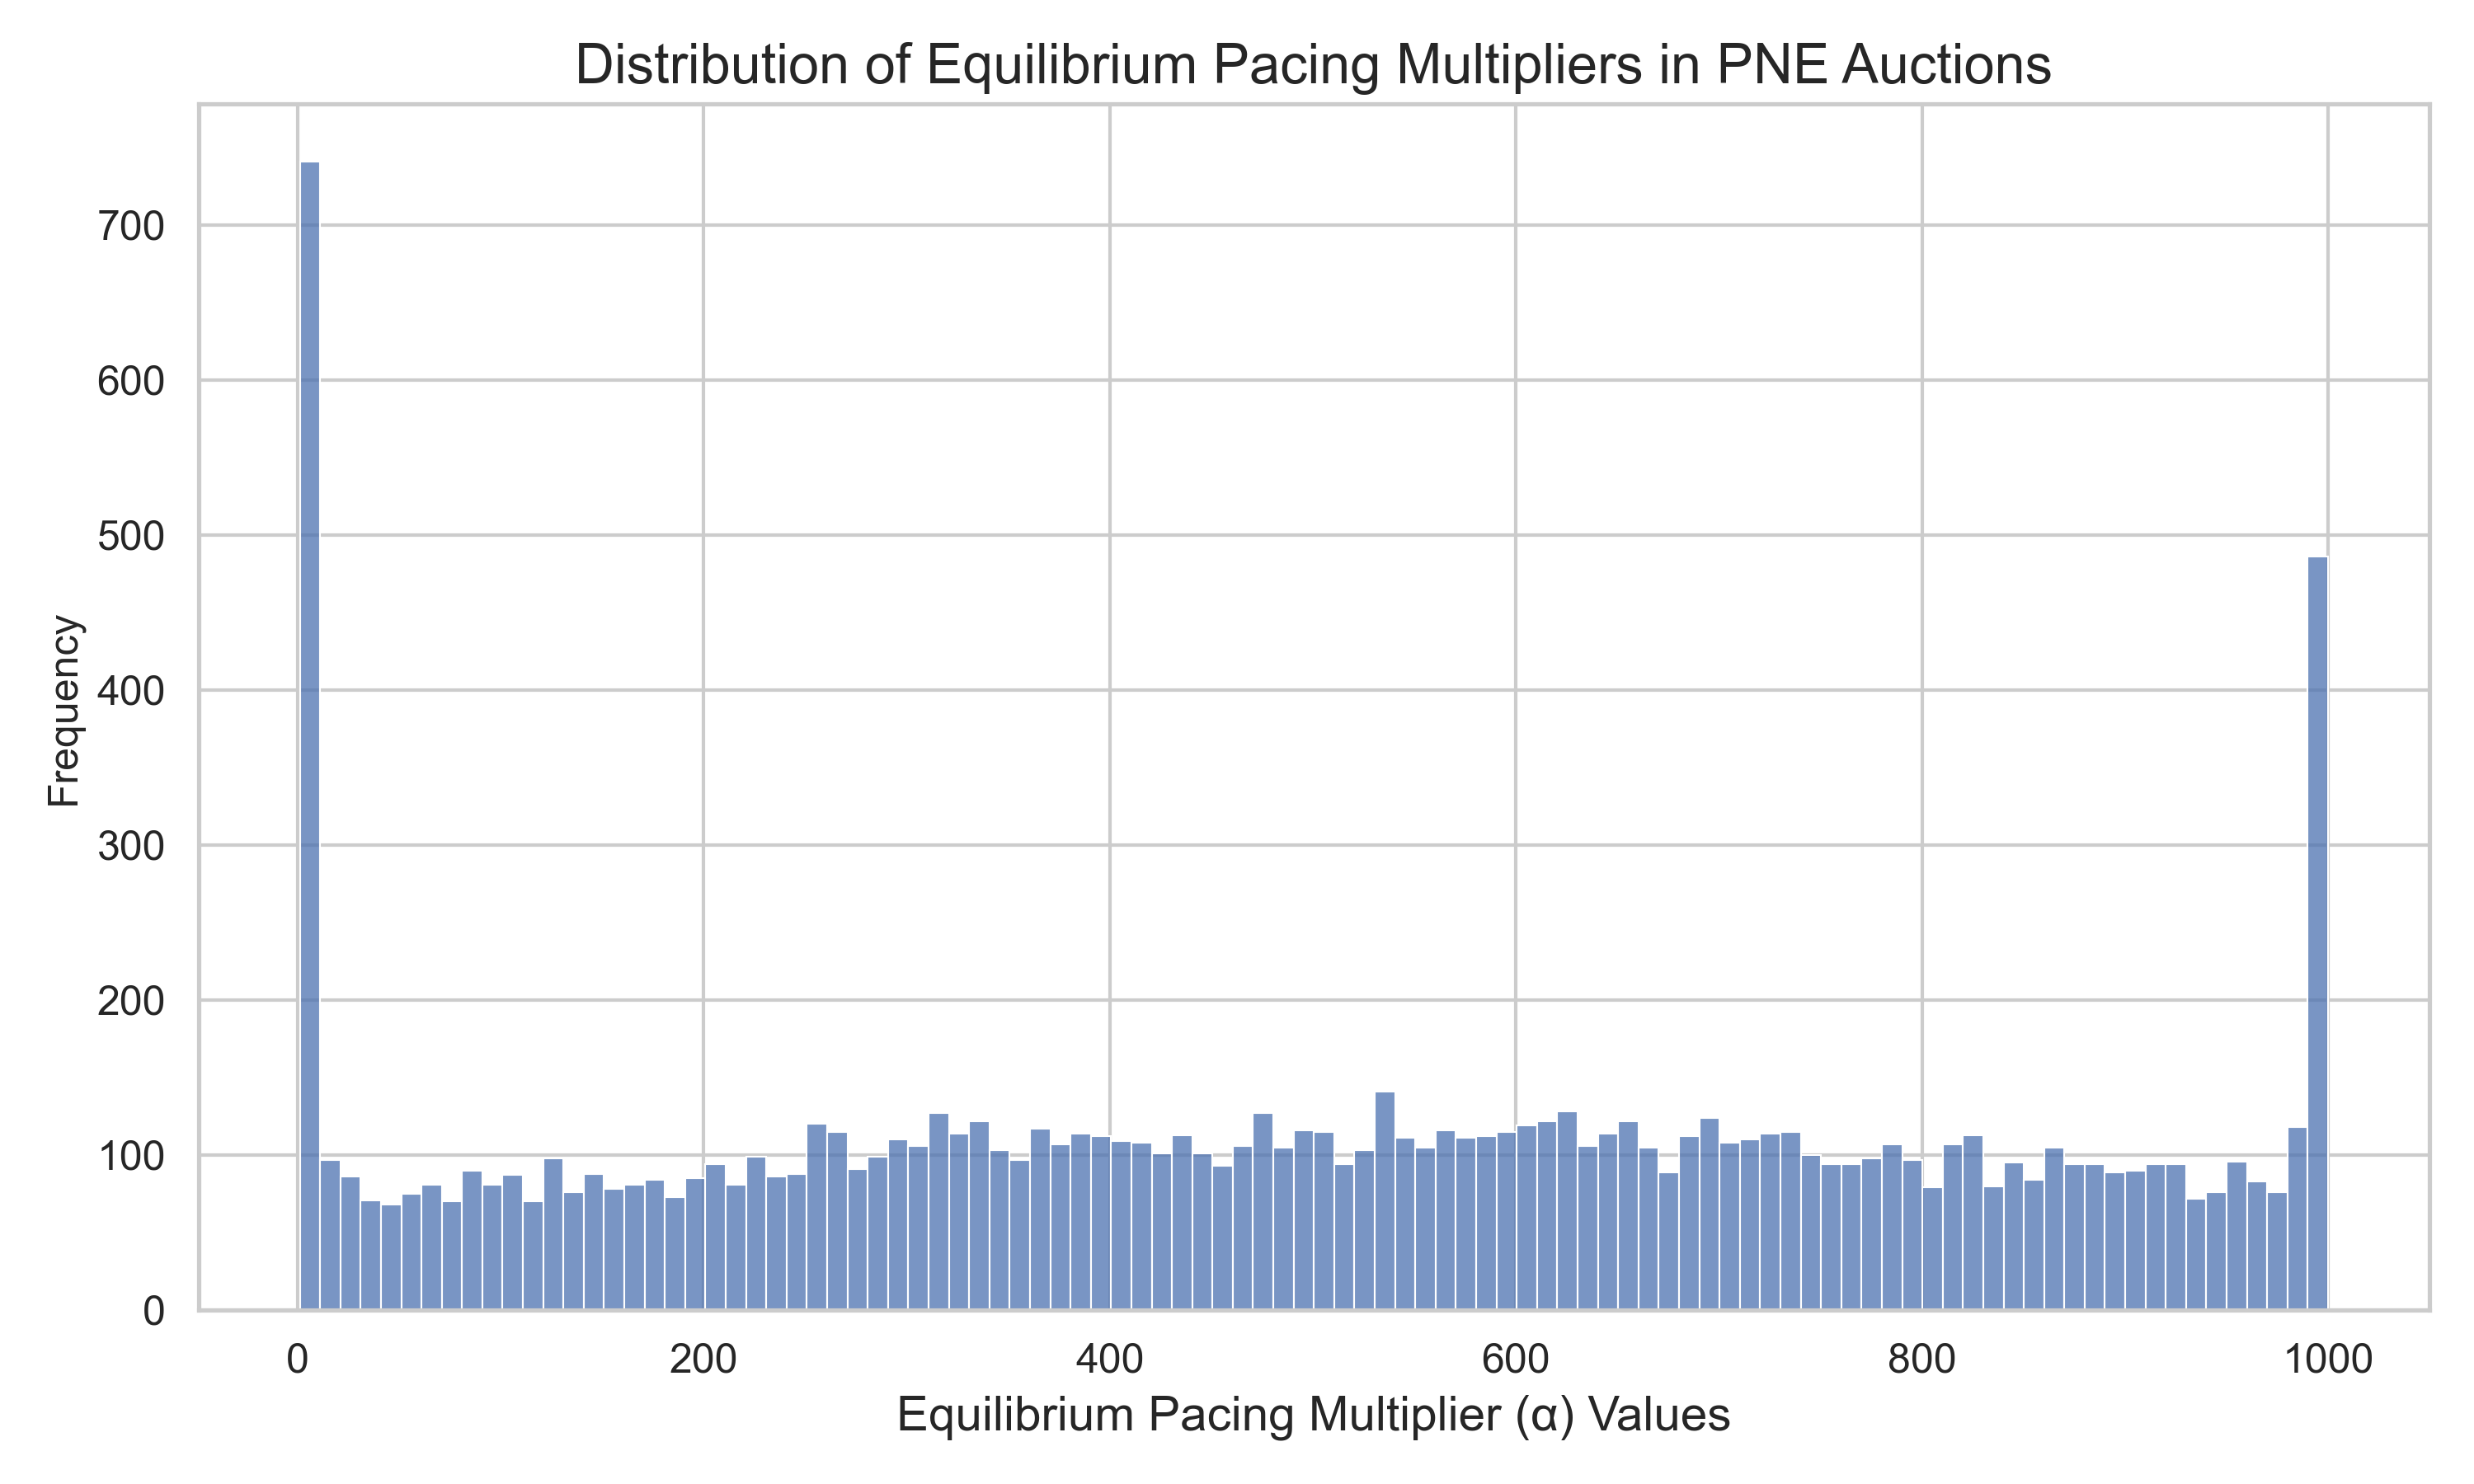 Distribution of Equilibrium Pacing Multipliers in PNE Auctions
700
600
500
400
300
200
100
0
Frequency
0 200 400 600 800 1000
Equilibrium Pacing Multiplier (α) Values